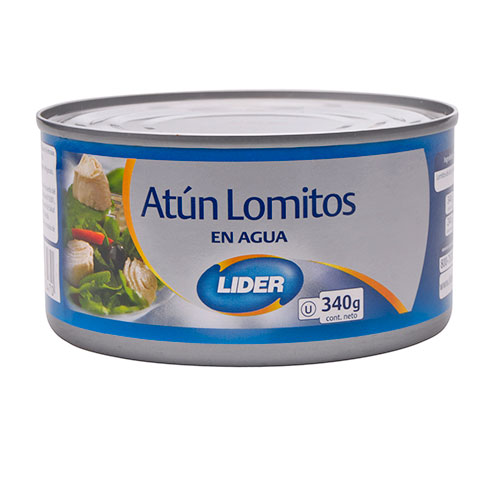 Atún Lomitos
EN AGUA
LIDER
U 340g
cont. neto